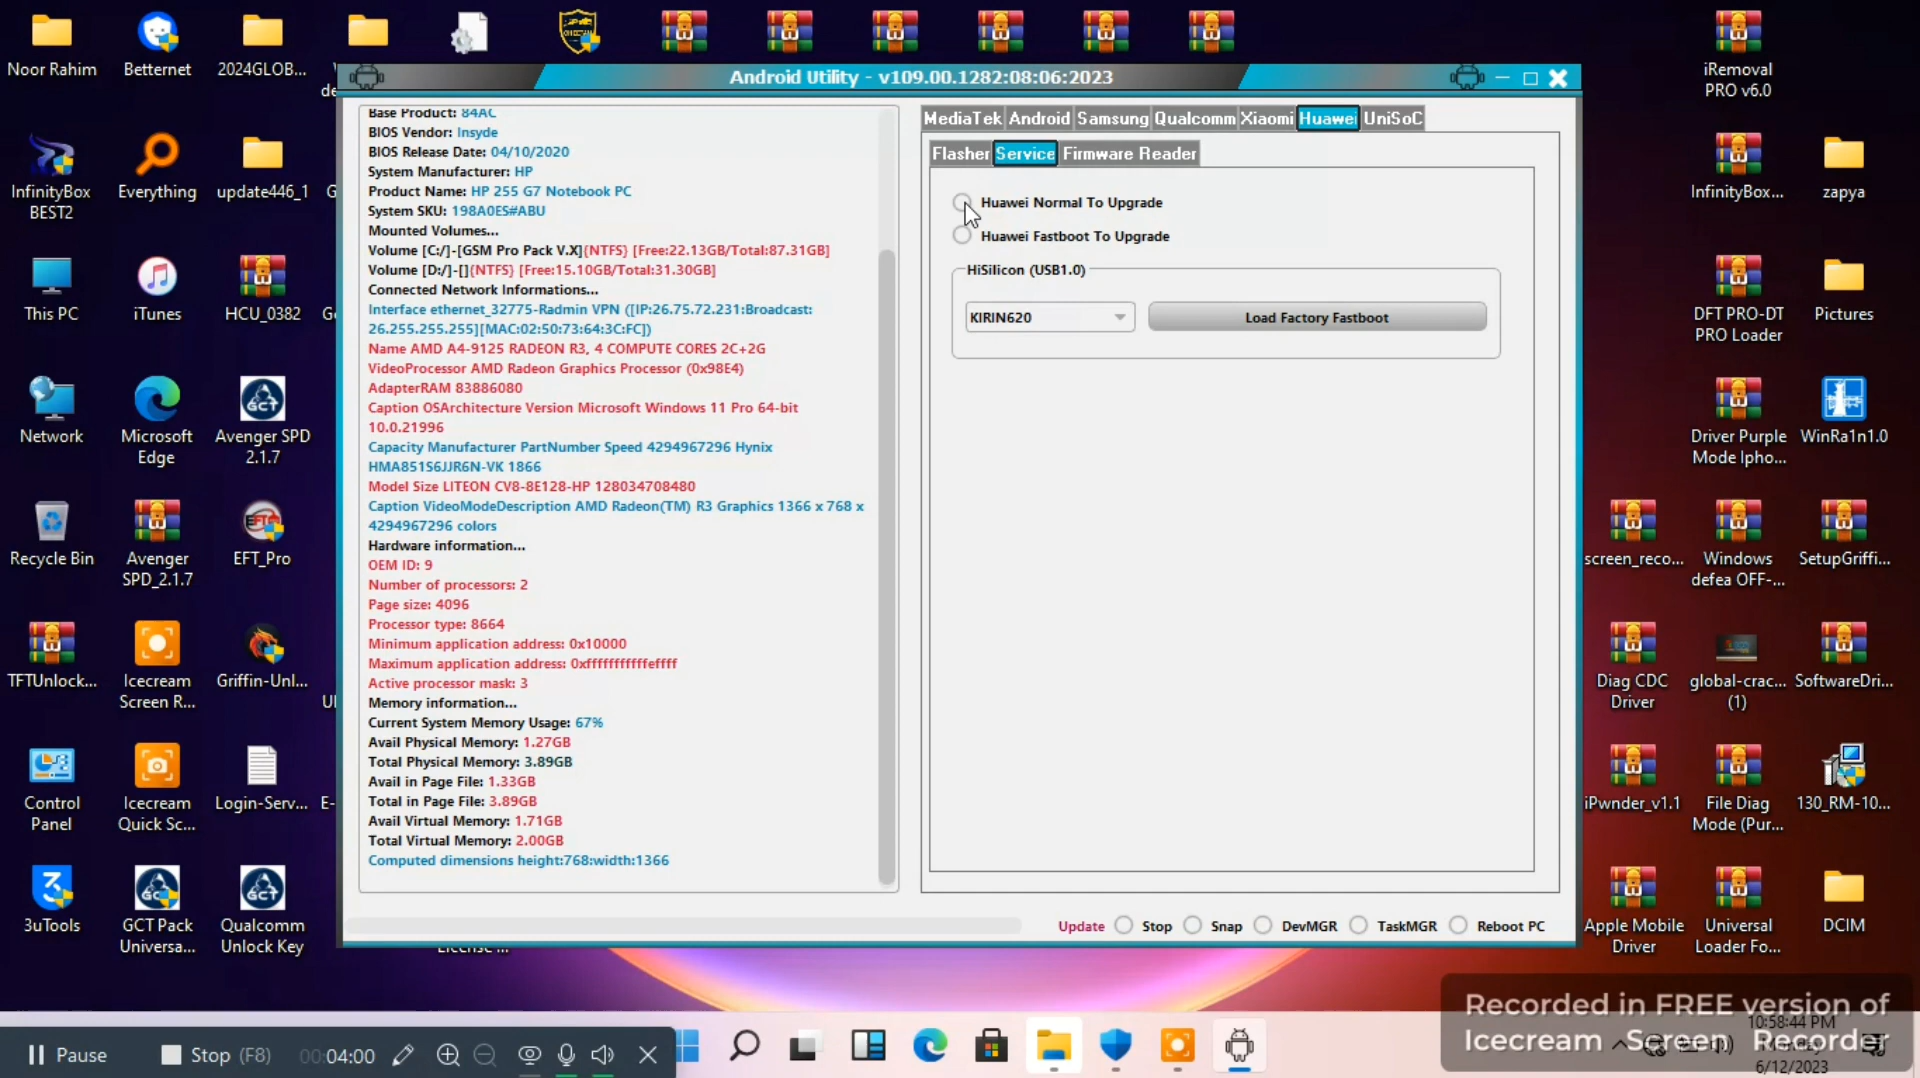 Noor Rahim
Betternet
2024GLOB...
iRemoval
PRO v6.0
Android Utility - v109.00.1282:08:06:2023
InfinityBox
BEST2
Everything
update446_1
InfinityBox...
zapya
This PC
iTunes
HCU_0382
DFT PRO-DT
PRO Loader
Pictures
Network
Microsoft
Edge
Avenger SPD
2.1.7
Driver Purple
Mode Ipho...
WinRa1n1.0
Recycle Bin
Avenger
SPD_2.1.7
EFT_Pro
screen_reco...
Windows
defea OFF-...
SetupGriffi...
TFTUnlock...
Icecream
Screen R...
Griffin-Unl...
Diag CDC
Driver
global-crac...
(1)
SoftwareDri...
Control
Panel
Icecream
Quick Sc...
Login-Serv...
iPwnder_v1.1
File Diag
Mode (Pur...
130_RM-10...
3uTools
GCT Pack
Universa...
Qualcomm
Unlock Key
Apple Mobile
Driver
Universal
Loader Fo...
DCIM
Base Product: 84AC
BIOS Vendor: Insyde
BIOS Release Date: 04/10/2020
System Manufacturer: HP
Product Name: HP 255 G7 Notebook PC
System SKU: 198A0ES#ABU
Mounted Volumes...
Volume [C:/]-[GSM Pro Pack V.X]{NTFS} [Free:22.13GB/Total:87.31GB]
Volume [D:/]-[]{NTFS} [Free:15.10GB/Total:31.30GB]
Connected Network Informations...
Interface ethernet_32775-Radmin VPN ([IP:26.75.72.231:Broadcast:
26.255.255.255][MAC:02:50:73:64:3C:FC])
Name AMD A4-9125 RADEON R3, 4 COMPUTE CORES 2C+2G
VideoProcessor AMD Radeon Graphics Processor (0x98E4)
AdapterRAM 83886080
Caption OSArchitecture Version Microsoft Windows 11 Pro 64-bit
10.0.21996
Capacity Manufacturer PartNumber Speed 4294967296 Hynix
HMA851S6JJR6N-VK 1866
Model Size LITEON CV8-8E128-HP 128034708480
Caption VideoModeDescription AMD Radeon(TM) R3 Graphics 1366 x 768 x
4294967296 colors
Hardware information...
OEM ID: 9
Number of processors: 2
Page size: 4096
Processor type: 8664
Minimum application address: 0x10000
Maximum application address: 0xfffffffffffeffff
Active processor mask: 3
Memory information...
Current System Memory Usage: 67%
Avail Physical Memory: 1.27GB
Total Physical Memory: 3.89GB
Avail in Page File: 1.33GB
Total in Page File: 3.89GB
Avail Virtual Memory: 1.71GB
Total Virtual Memory: 2.00GB
Computed dimensions height:768:width:1366
MediaTek Android Samsung Qualcomm Xiaomi Huawei UniSoC
Flasher Service Firmware Reader
Huawei Normal To Upgrade
Huawei Fastboot To Upgrade
HiSilicon (USB1.0)
KIRIN620
Load Factory Fastboot
Update Stop Snap DevMGR TaskMGR Reboot PC
Recorded in FREE version of
Icecream Screen Recorder
10:58:44 PM
6/12/2023
Pause Stop (F8) 00:04:00